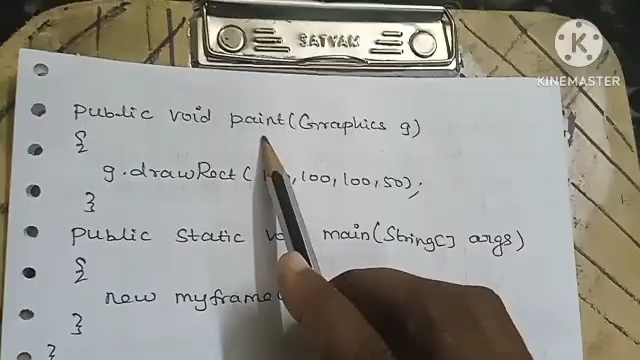 SATYAM
KINEMASTER
Public void paint(Graphics g)
{
g.drawRect( ,100,100,50);
}
Public static main(String[] args)
{
new myframe
}
}